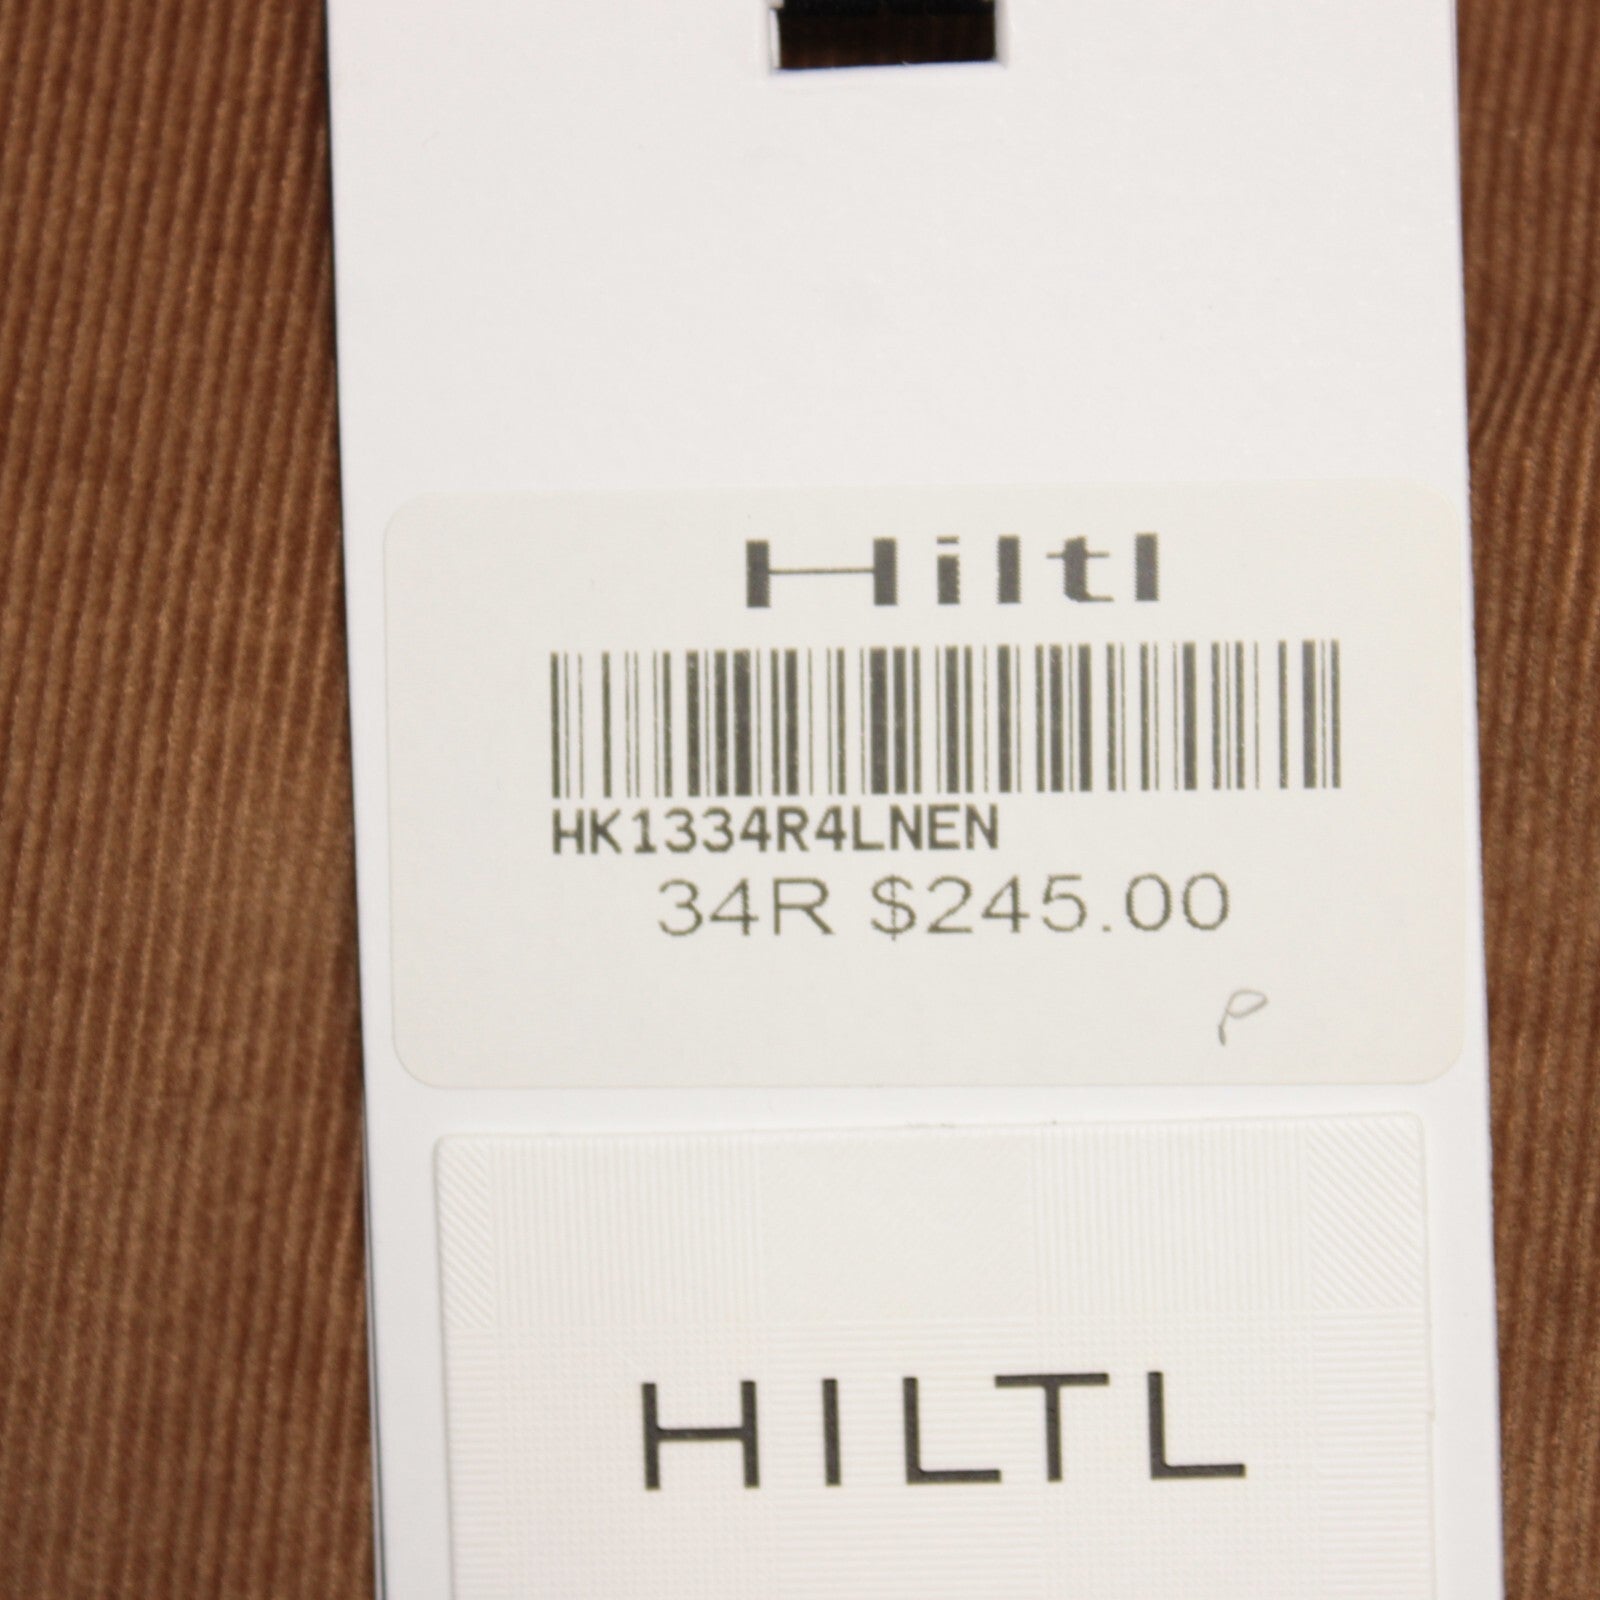 Hiltl
HK1334R4LNEN
34R $245.00
P
HILTL